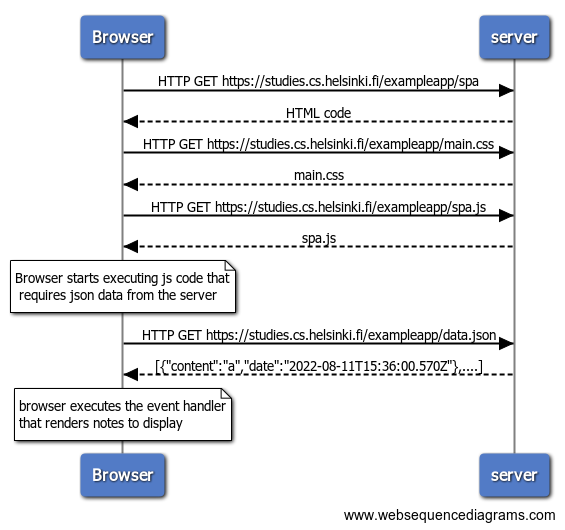 Browser server
HTTP GET https://studies.cs.helsinki.fi/exampleapp/spa
HTML code
HTTP GET https://studies.cs.helsinki.fi/exampleapp/main.css
main.css
HTTP GET https://studies.cs.helsinki.fi/exampleapp/spa.js
spa.js
Browser starts executing js code that
requires json data from the server
HTTP GET https://studies.cs.helsinki.fi/exampleapp/data.json
[{"content":"a","date":"2022-08-11T15:36:00.570Z"},....]
browser executes the event handler
that renders notes to display
Browser server
www.websequencediagrams.com